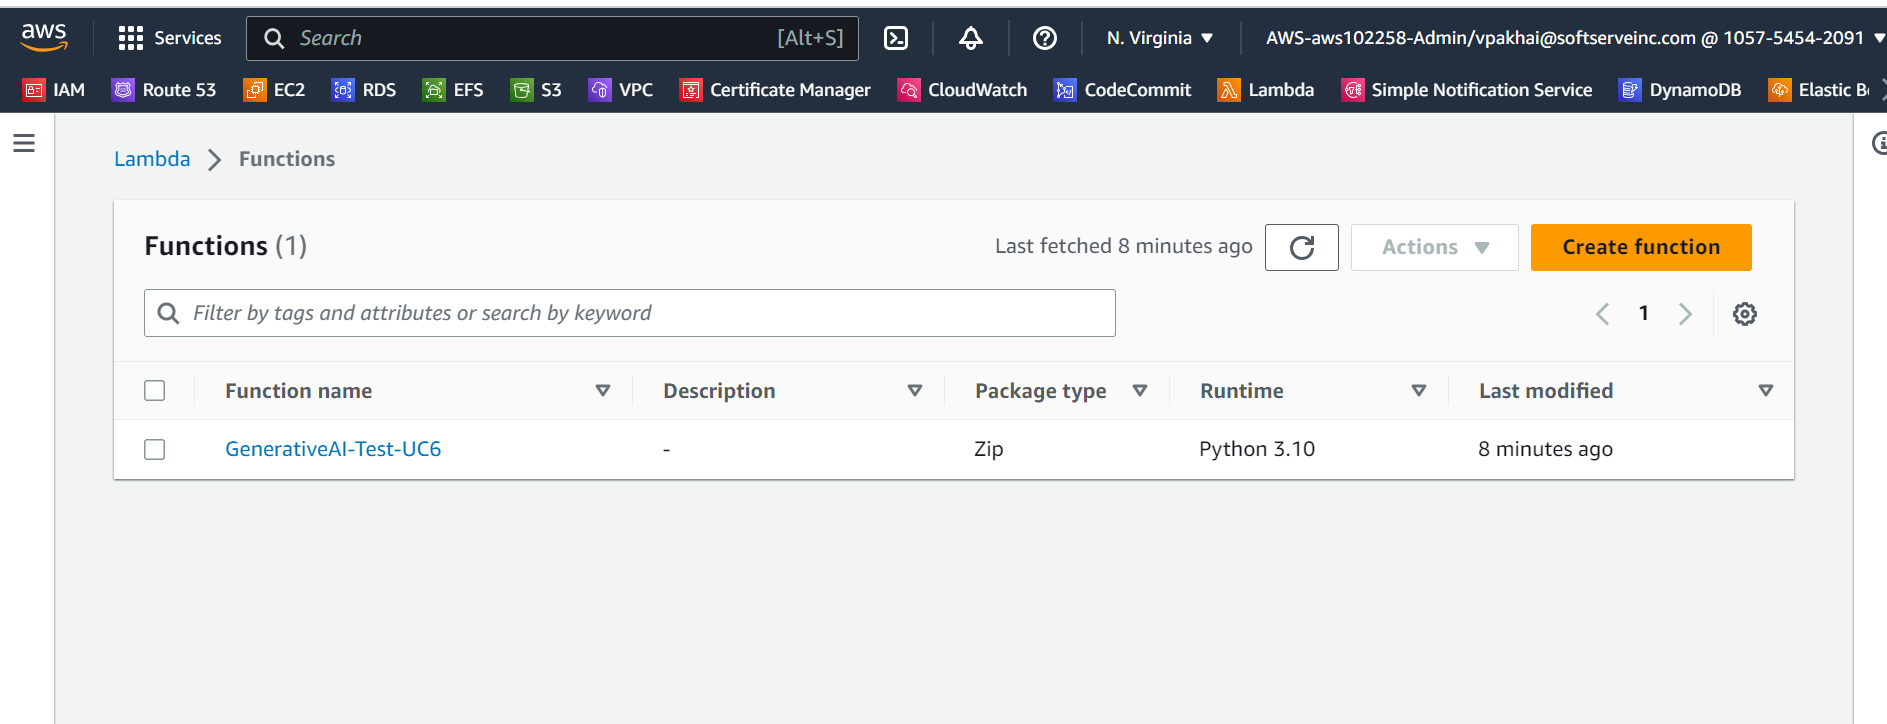 aws Services Search [Alt+S] N. Virginia AWS-aws102258-Admin/vpakhai@softserveinc.com @ 1057-5454-2091
IAM Route 53 EC2 RDS EFS S3 VPC Certificate Manager CloudWatch CodeCommit Lambda Simple Notification Service DynamoDB Elastic
Lambda Functions
Functions (1) Last fetched 8 minutes ago Actions Create function
Filter by tags and attributes or search by keyword 1
Function name Description Package type Runtime Last modified
GenerativeAI-Test-UC6 - Zip Python 3.10 8 minutes ago